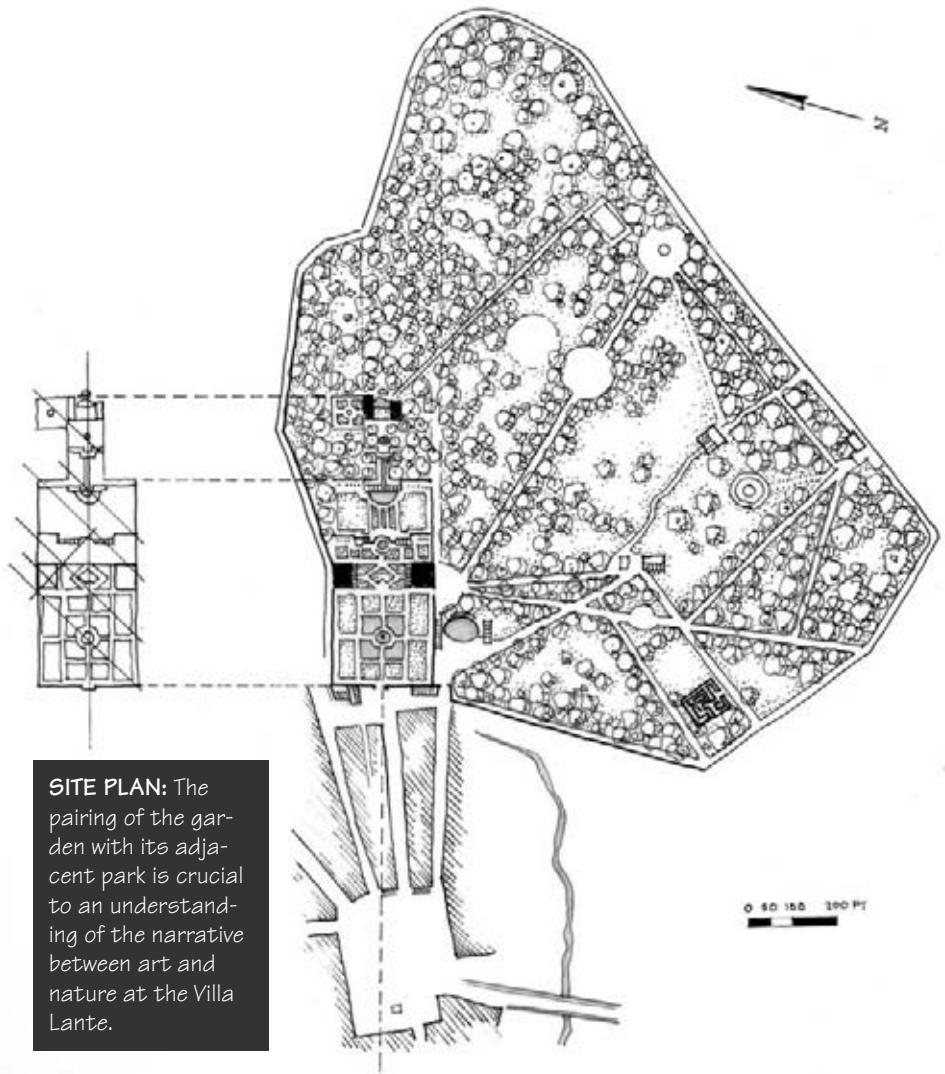 N
SITE PLAN: The
pairing of the gar-
den with its adja-
cent park is crucial
to an understand-
ing of the narrative
between art and
nature at the Villa
Lante.
0 50 100 200 FT